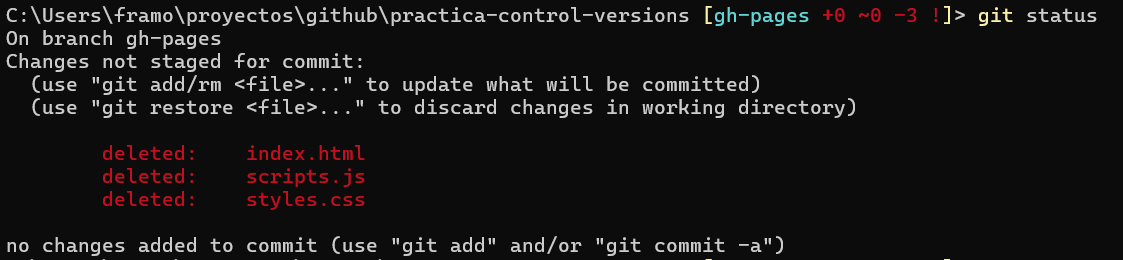 C:\Users\framo\proyectos\github\practica-control-versions [gh-pages +0 ~0 -3 !]> git status
On branch gh-pages
Changes not staged for commit:
  (use "git add/rm <file>..." to update what will be committed)
  (use "git restore <file>..." to discard changes in working directory)
        deleted:    index.html
        deleted:    scripts.js
        deleted:    styles.css
no changes added to commit (use "git add" and/or "git commit -a")